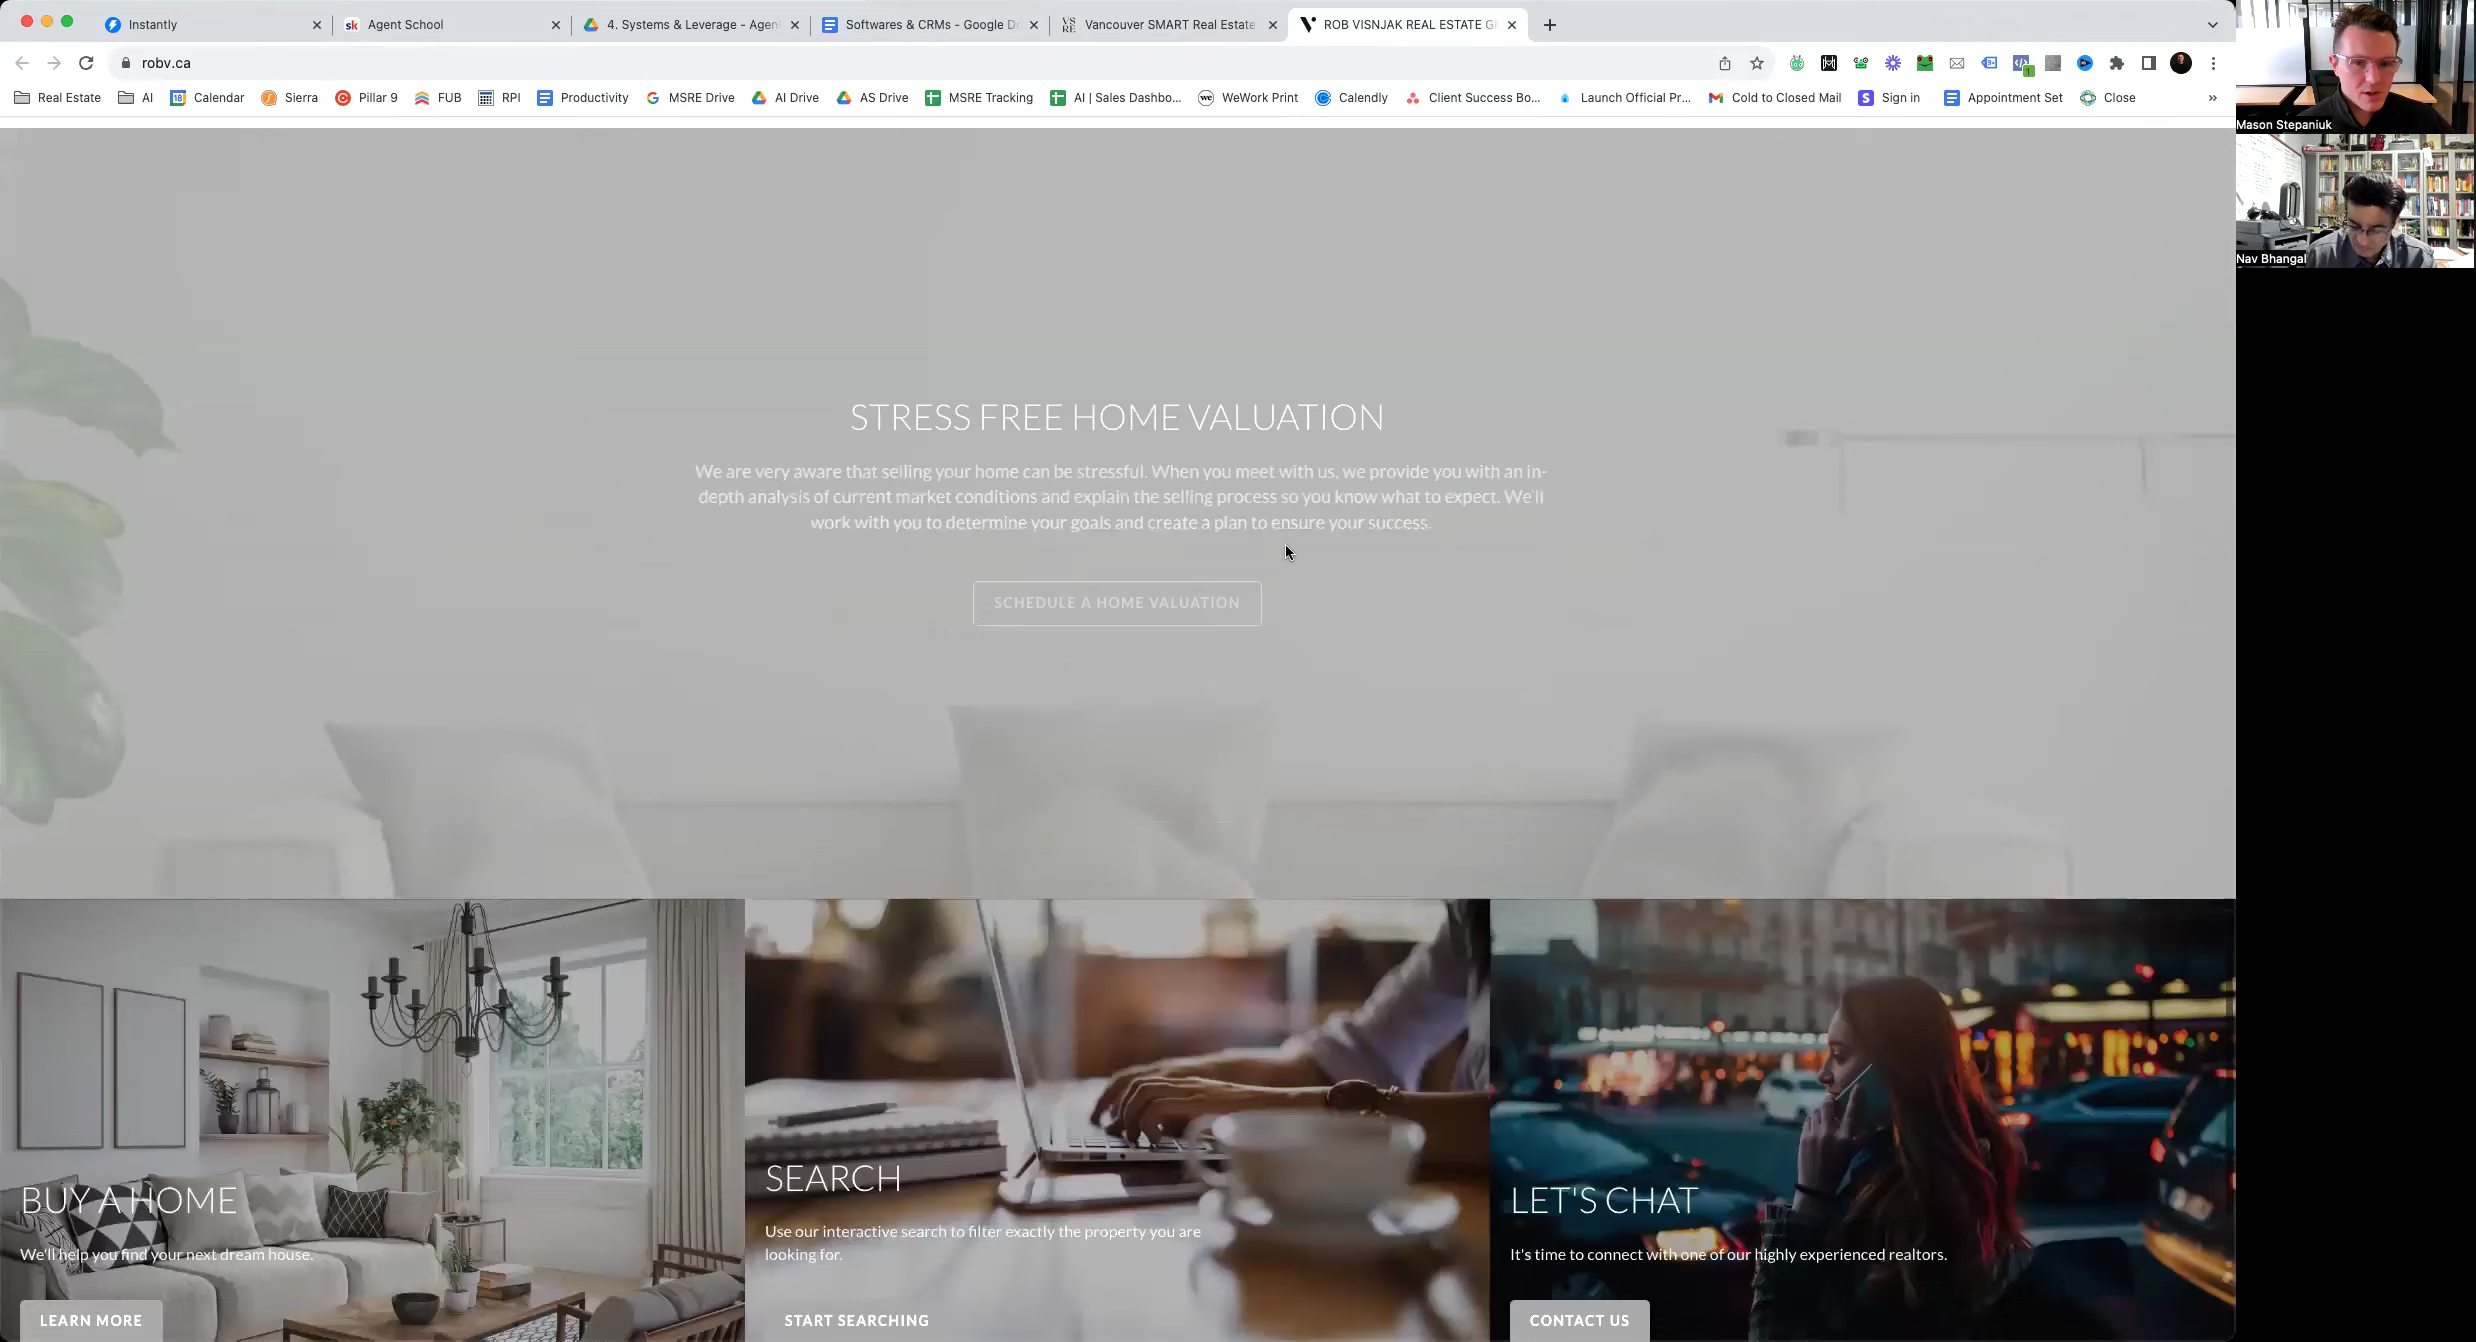 Instantly
Agent School
4. Systems & Leverage - Agen
Softwares & CRMs - Google Do
Vancouver SMART Real Estate
ROB VISNJAK REAL ESTATE G
robv.ca
Real Estate
AI
Calendar
Sierra
Pillar 9
FUB
RPI
Productivity
MSRE Drive
AI Drive
AS Drive
MSRE Tracking
AI | Sales Dashbo...
WeWork Print
Calendly
Client Success Bo...
Launch Official Pr...
Cold to Closed Mail
Sign in
Appointment Set
Close
Mason Stepaniuk
Nav Bhangal
STRESS FREE HOME VALUATION
We are very aware that selling your home can be stressful. When you meet with us, we provide you with an in-
depth analysis of current market conditions and explain the selling process so you know what to expect. We'll
work with you to determine your goals and create a plan to ensure your success.
SCHEDULE A HOME VALUATION
BUY A HOME
We'll help you find your next dream house.
LEARN MORE
SEARCH
Use our interactive search to filter exactly the property you are
looking for.
START SEARCHING
LET'S CHAT
It's time to connect with one of our highly experienced realtors.
CONTACT US